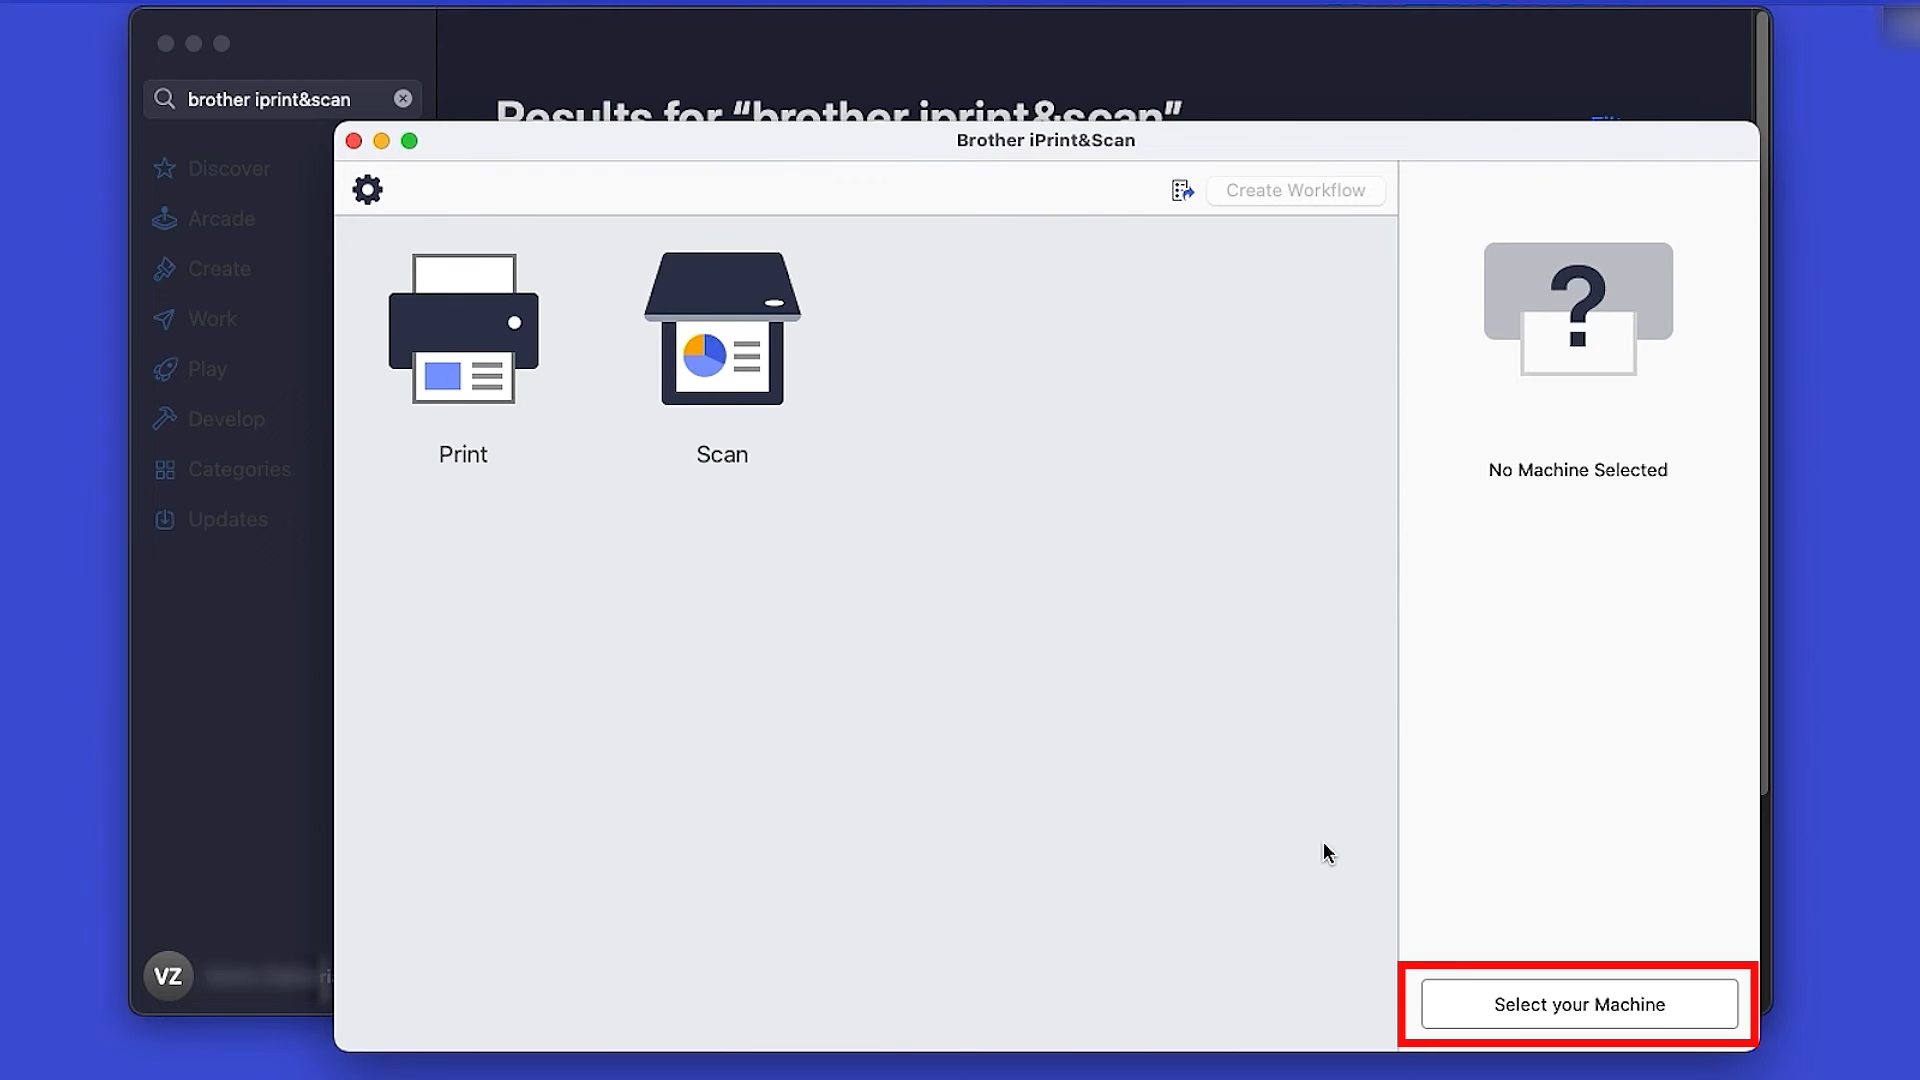 brother iprint&scan
Results for “brother iprint&scan”
Discover
Arcade
Create
Work
Play
Develop
Categories
Updates
VZ
Brother iPrint&Scan
Create Workflow
Print
Scan
?
No Machine Selected
Select your Machine